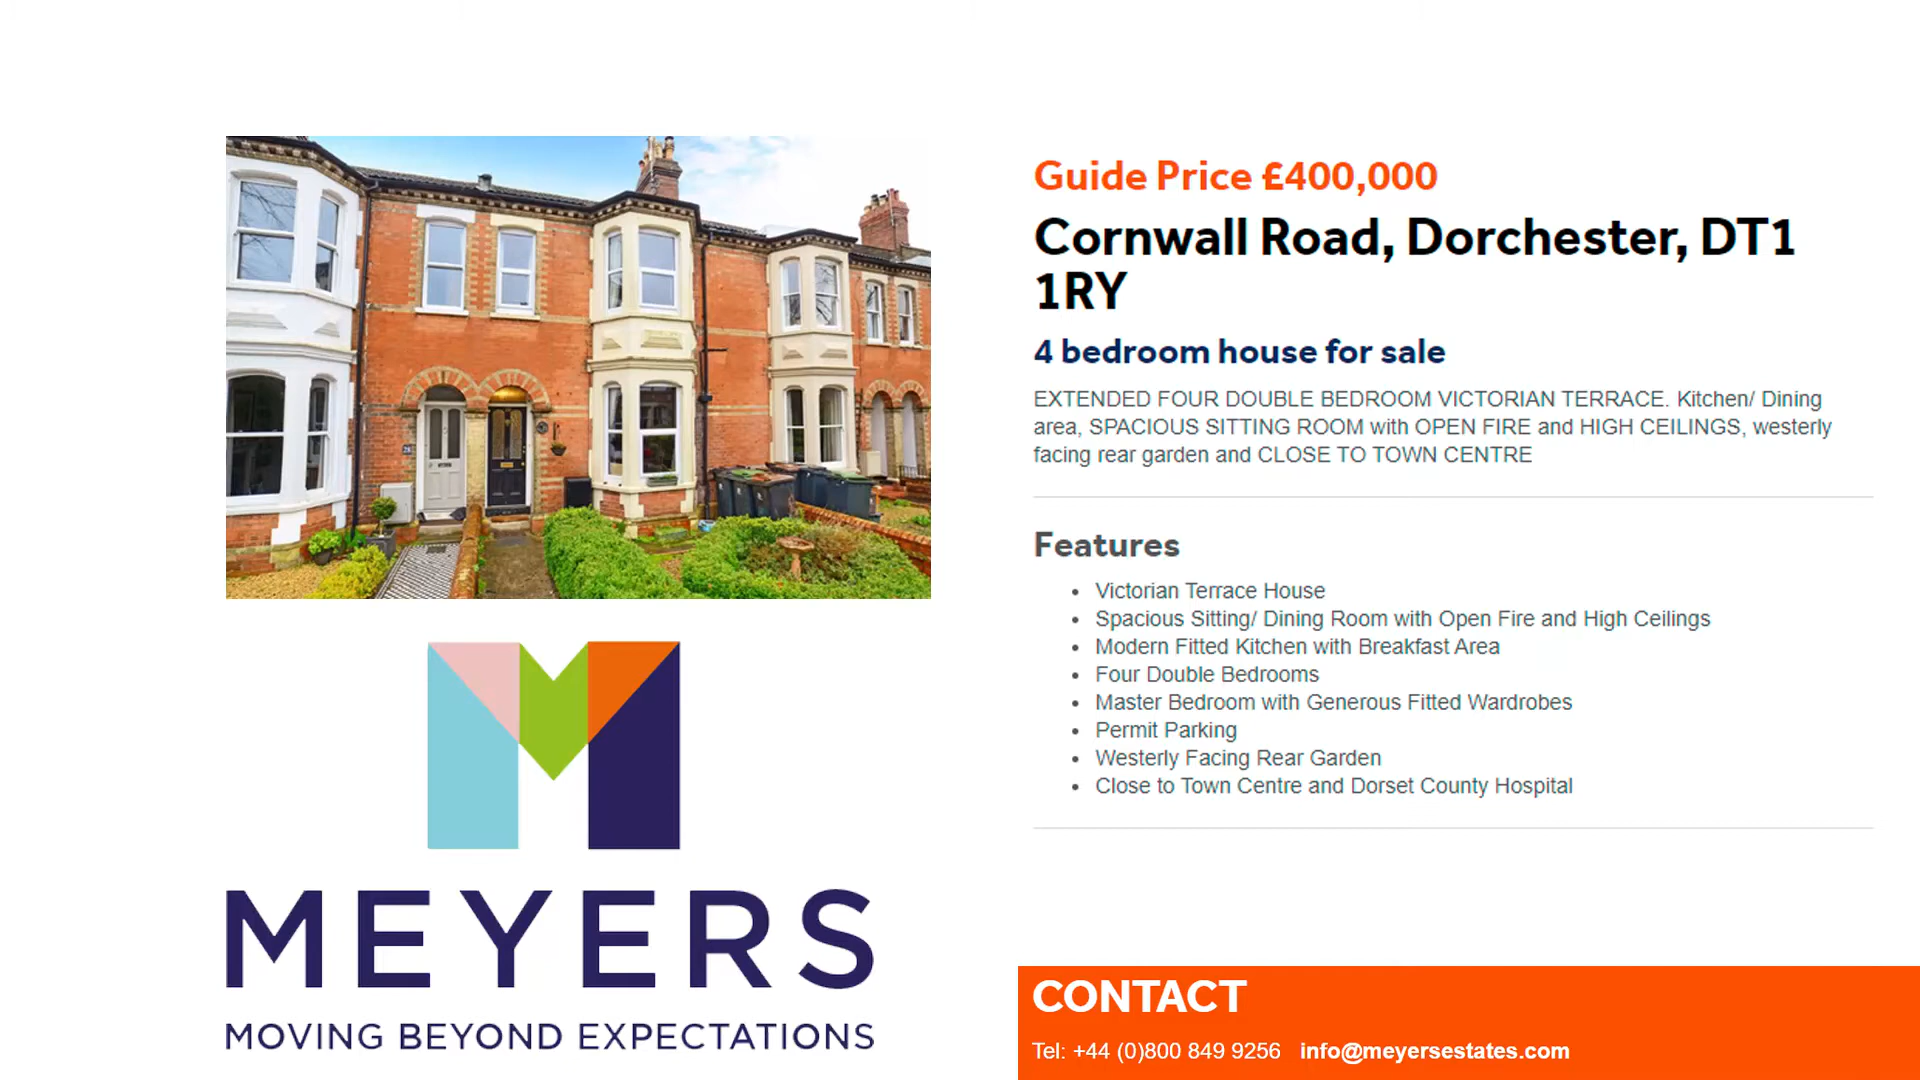 Guide Price £400,000
Cornwall Road, Dorchester, DT1
1RY
4 bedroom house for sale
EXTENDED FOUR DOUBLE BEDROOM VICTORIAN TERRACE. Kitchen/ Dining
area, SPACIOUS SITTING ROOM with OPEN FIRE and HIGH CEILINGS, westerly
facing rear garden and CLOSE TO TOWN CENTRE
Features
• Victorian Terrace House
• Spacious Sitting/ Dining Room with Open Fire and High Ceilings
• Modern Fitted Kitchen with Breakfast Area
• Four Double Bedrooms
• Master Bedroom with Generous Fitted Wardrobes
• Permit Parking
• Westerly Facing Rear Garden
• Close to Town Centre and Dorset County Hospital
MEYERS
MOVING BEYOND EXPECTATIONS
CONTACT
Tel: +44 (0)800 849 9256 info@meyersestates.com